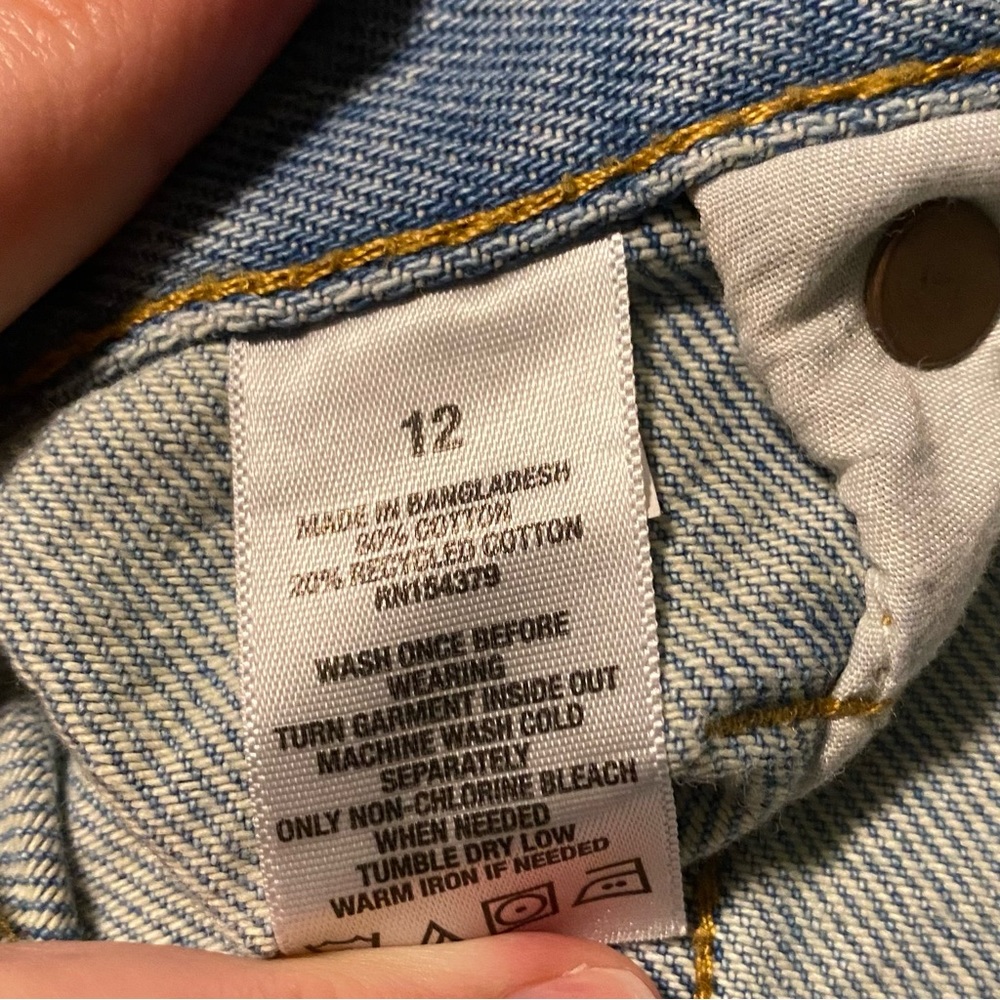 12
MADE IN BANGLADESH
80% COTTON
20% RECYCLED COTTON
RN154379
WASH ONCE BEFORE
WEARING
TURN GARMENT INSIDE OUT
MACHINE WASH COLD
SEPARATELY
ONLY NON-CHLORINE BLEACH
WHEN NEEDED
TUMBLE DRY LOW
WARM IRON IF NEEDED